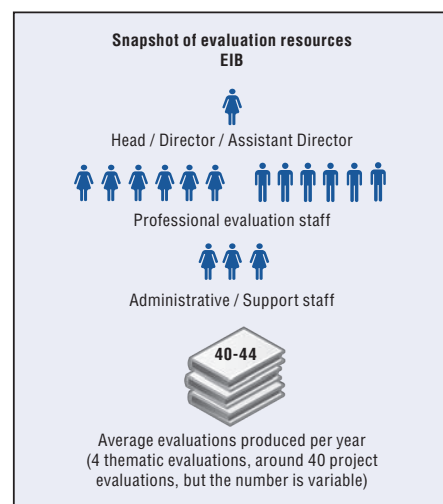 Snapshot of evaluation resources
EIB
Head / Director / Assistant Director
Professional evaluation staff
Administrative / Support staff
40-44
Average evaluations produced per year
(4 thematic evaluations, around 40 project
evaluations, but the number is variable)